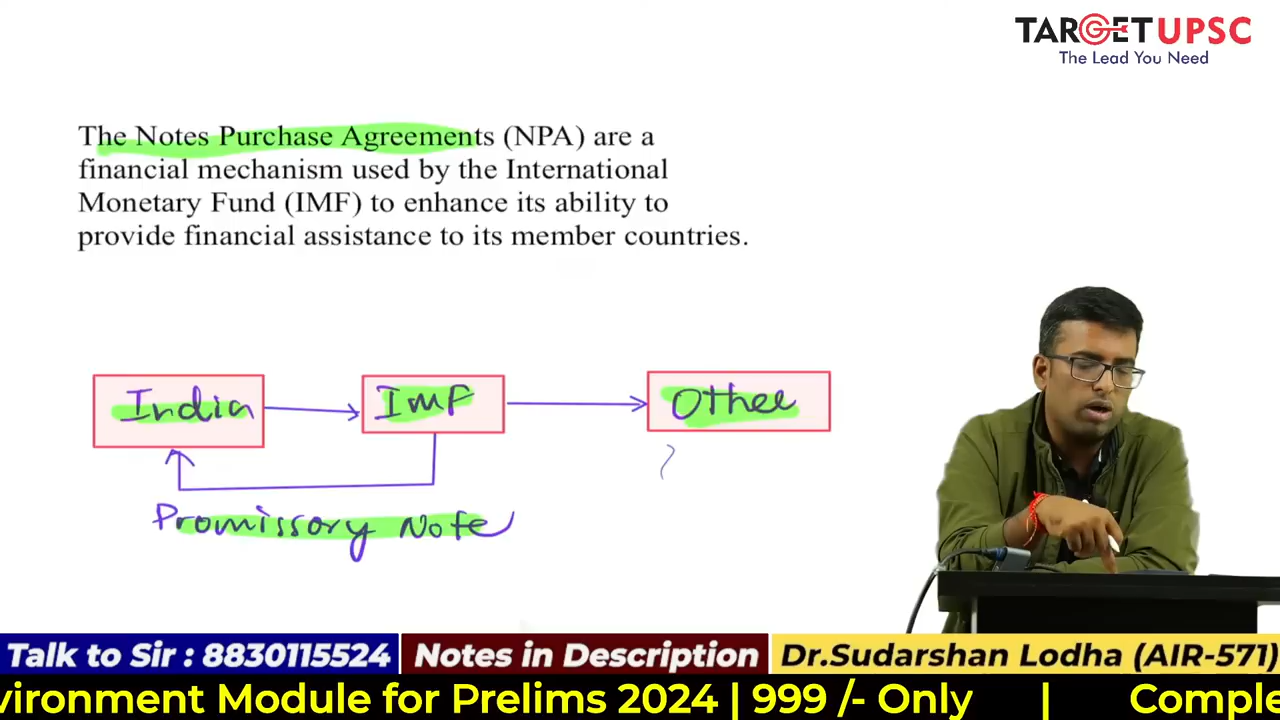 TARGETUPSC
The Lead You Need
The Notes Purchase Agreements (NPA) are a
financial mechanism used by the International
Monetary Fund (IMF) to enhance its ability to
provide financial assistance to its member countries.
India
IMF
Other
Promissory Note
Talk to Sir : 8830115524
Notes in Description
Dr.Sudarshan Lodha (AIR-571)
vironment Module for Prelims 2024 | 999 /- Only | Comple